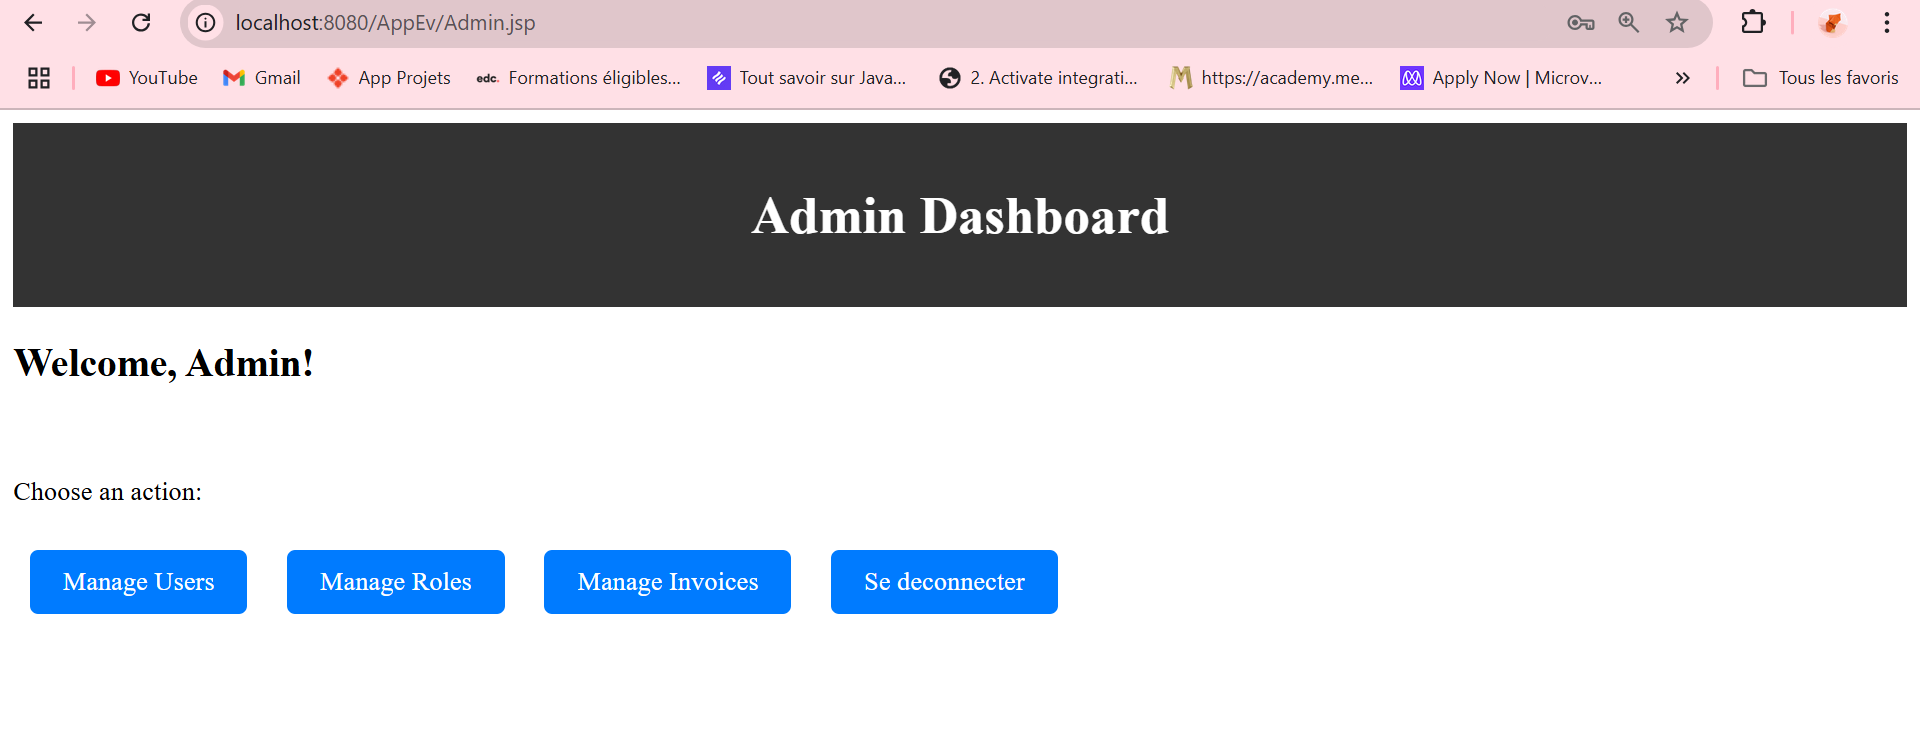 localhost:8080/AppEv/Admin.jsp
YouTube Gmail App Projets edc. Formations éligibles... Tout savoir sur Java... 2. Activate integrati... https://academy.me... Apply Now | Microv... Tous les favoris
Admin Dashboard
Welcome, Admin!
Choose an action:
Manage Users Manage Roles Manage Invoices Se deconnecter